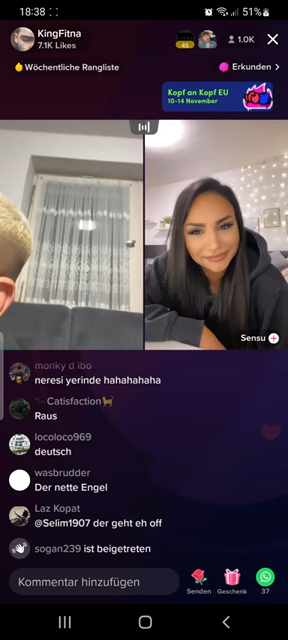 18:38
51%
KingFitna
7.1K Likes
45
1.0K
Wöchentliche Rangliste
Erkunden >
Kopf an Kopf EU
10-14 November
Sensu
monky d ibo
neresi yerinde hahahahaha
Catisfaction
Raus
locoloco969
deutsch
wasbrudder
Der nette Engel
Laz Kopat
@Selim1907 der geht eh off
sogan239 ist beigetreten
Kommentar hinzufügen
Senden
Geschenk
37